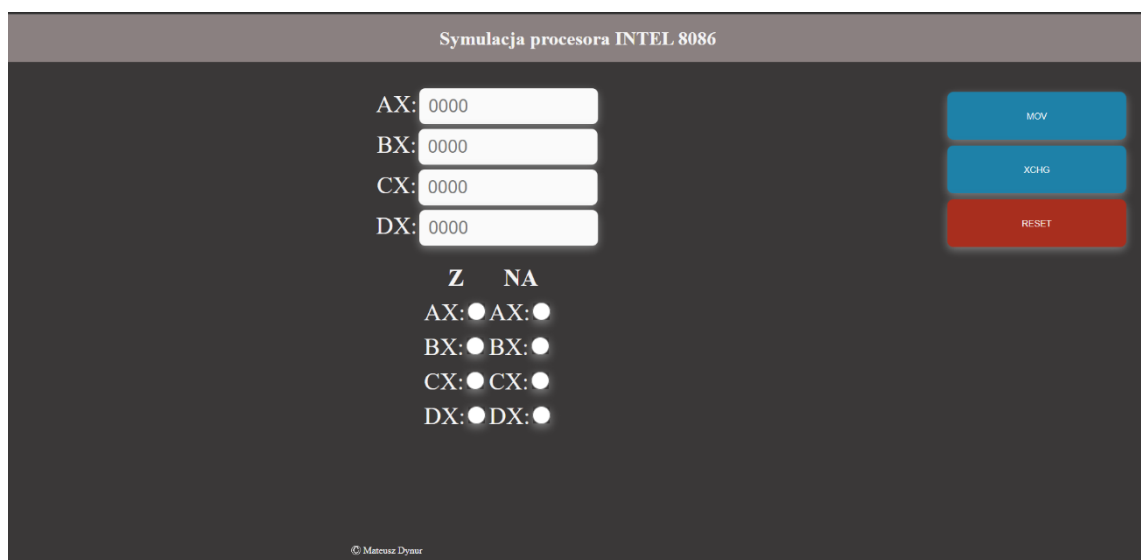 Symulacja procesora INTEL 8086
AX: 0000
BX: 0000
CX: 0000
DX: 0000
MOV
XCHG
RESET
Z NA
AX: AX:
BX: BX:
CX: CX:
DX: DX:
© Mateusz Dynur